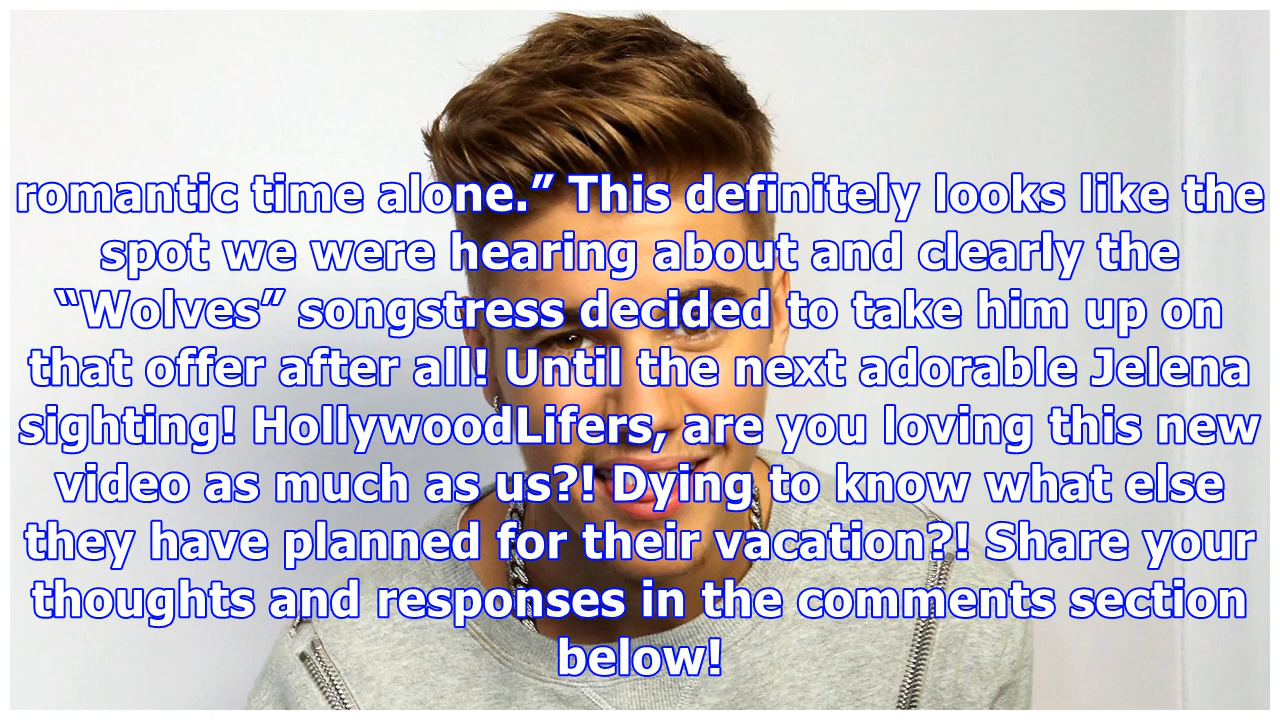 romantic time alone.” This definitely looks like the
spot we were hearing about and clearly the
“Wolves” songstress decided to take him up on
that offer after all! Until the next adorable Jelena
sighting! HollywoodLifers, are you loving this new
video as much as us?! Dying to know what else
they have planned for their vacation?! Share your
thoughts and responses in the comments section
below!